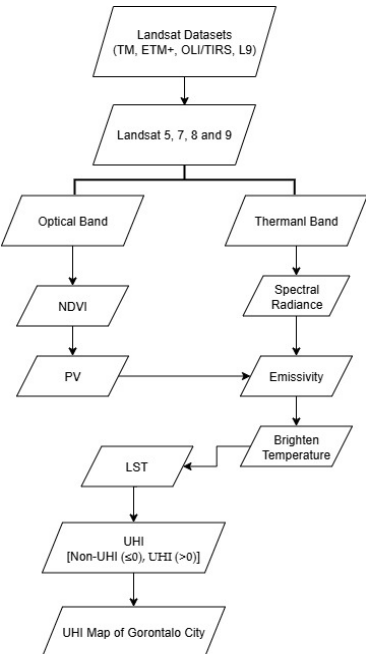 Landsat Datasets
(TM, ETM+, OLI/TIRS, L9)
Landsat 5, 7, 8 and 9
Optical Band
Thermanl Band
NDVI
Spectral
Radiance
PV
Emissivity
Brighten
Temperature
LST
UHI
[Non-UHI (≤0), UHI (>0)]
UHI Map of Gorontalo City